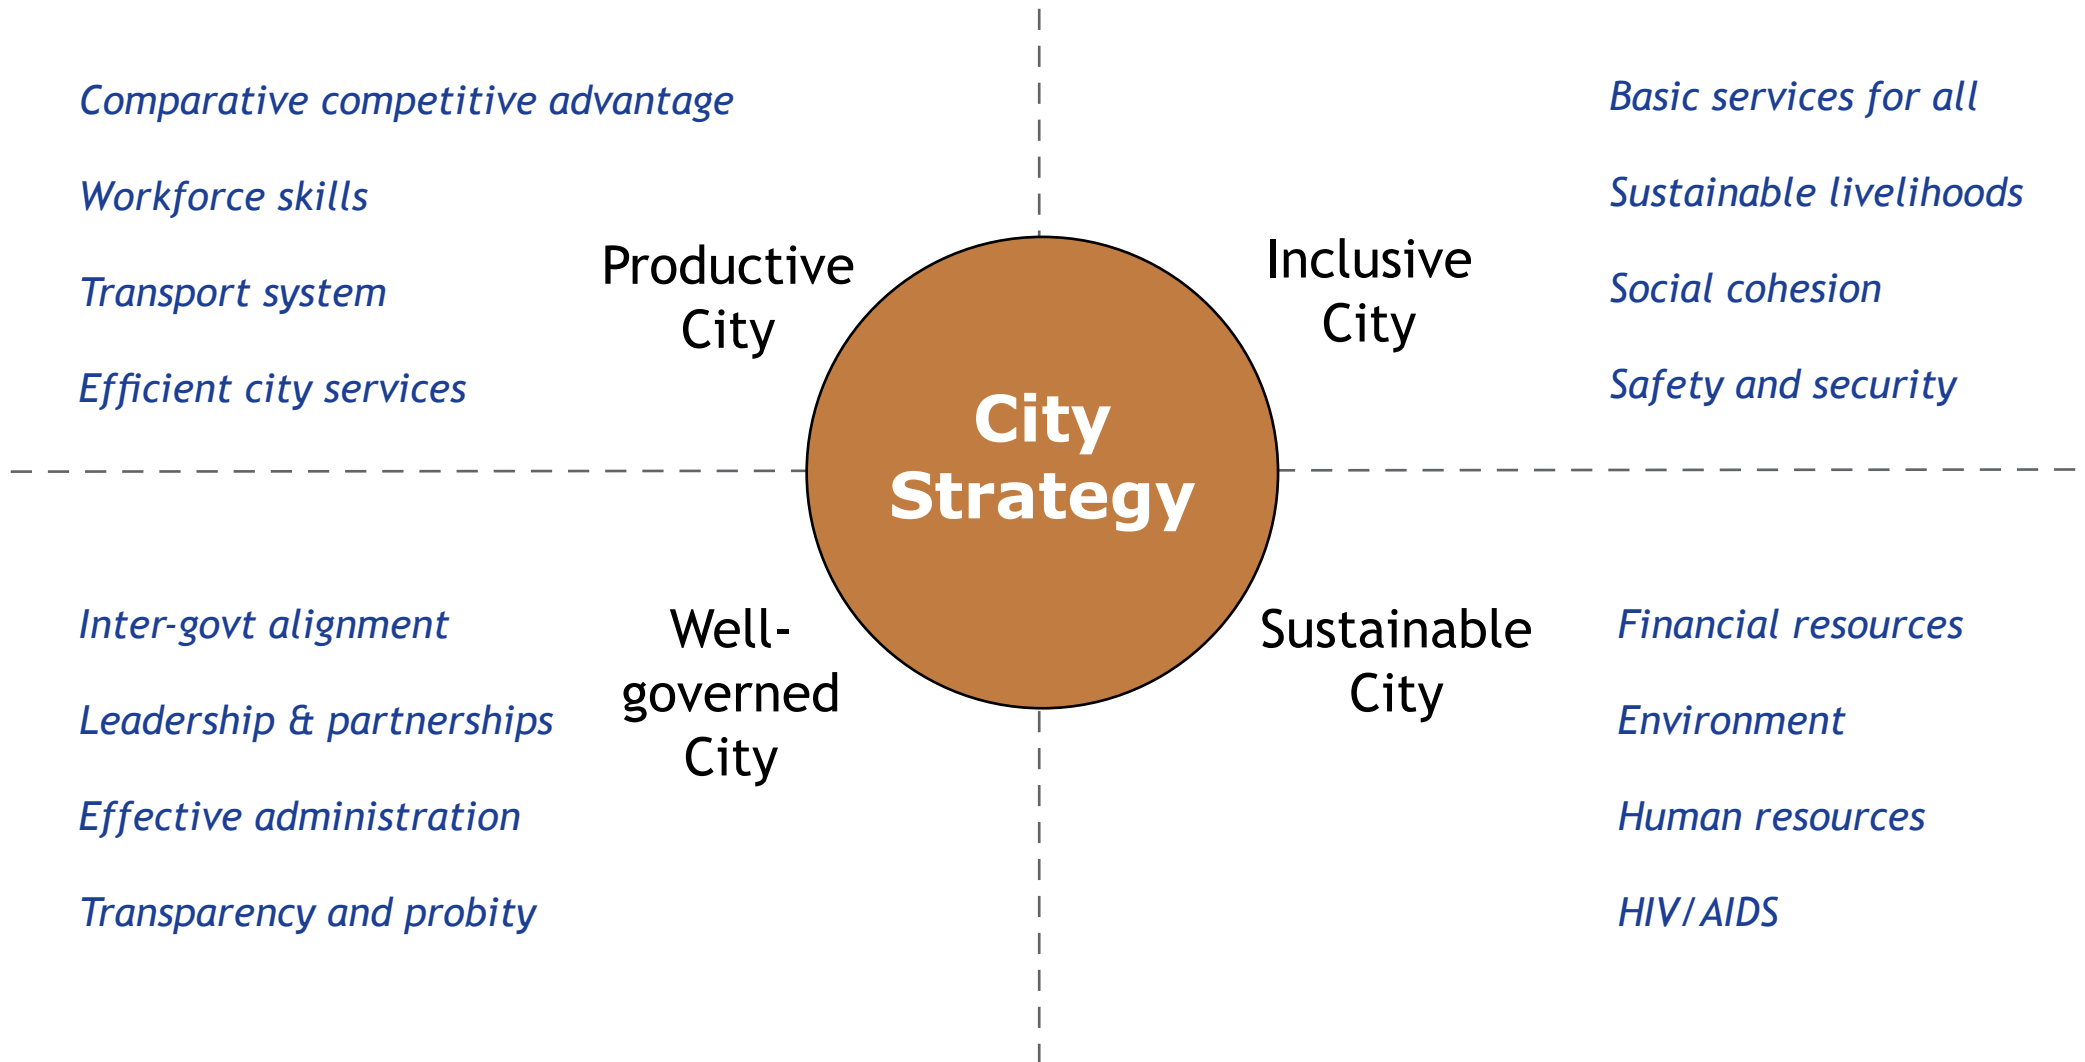 Comparative competitive advantage
Workforce skills
Transport system
Efficient city services
Productive
City
Inclusive
City
Basic services for all
Sustainable livelihoods
Social cohesion
Safety and security
City
Strategy
Inter-govt alignment
Leadership & partnerships
Effective administration
Transparency and probity
Well-
governed
City
Sustainable
City
Financial resources
Environment
Human resources
HIV/AIDS